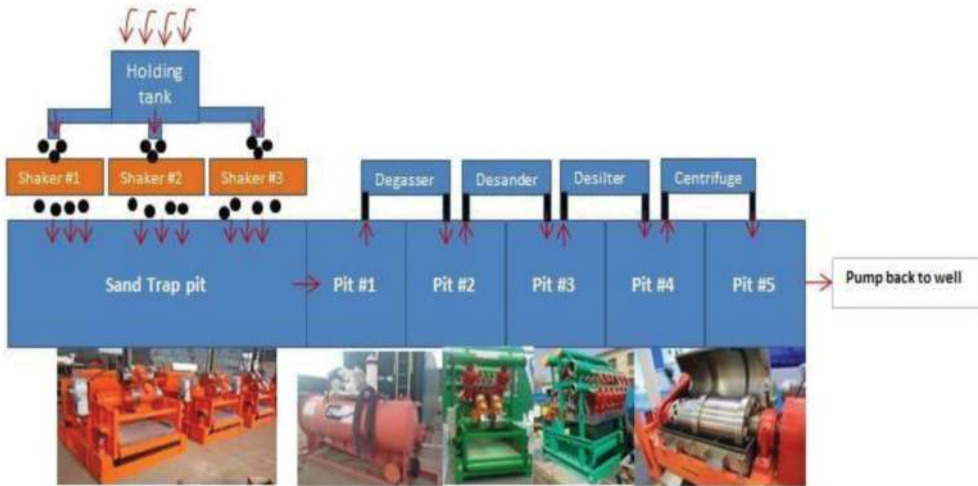 Holding
tank
Shaker #1
Shaker #2
Shaker #3
Degasser
Desander
Desilter
Centrifuge
Sand Trap pit
Pit #1
Pit #2
Pit #3
Pit #4
Pit #5
Pump back to well